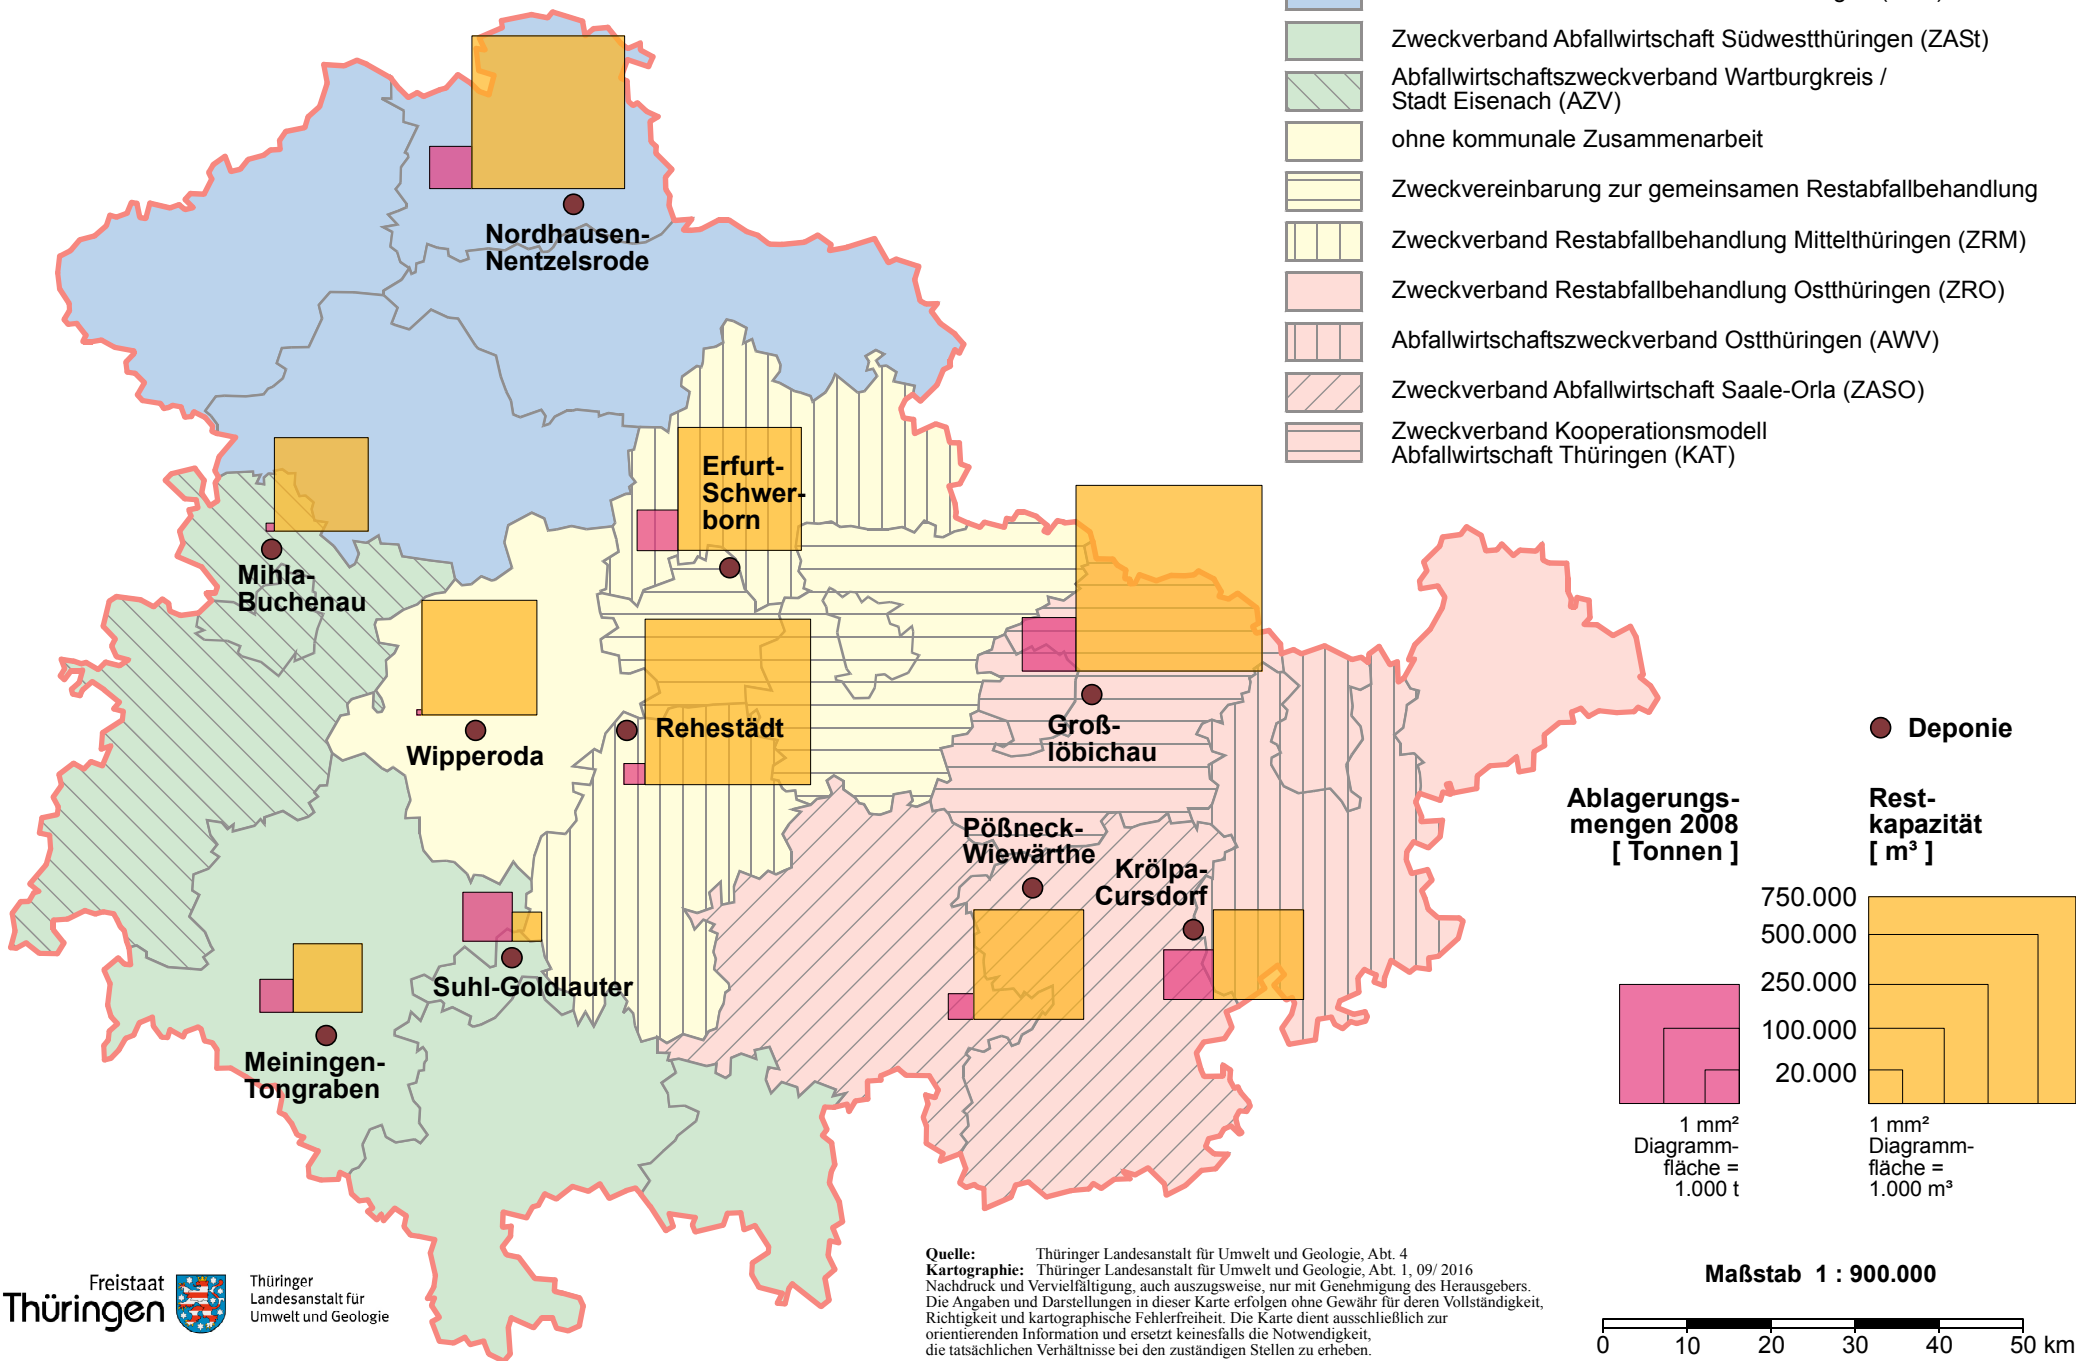 Zweckverband Abfallwirtschaft Südwestthüringen (ZASt)
Abfallwirtschaftszweckverband Wartburgkreis /
Stadt Eisenach (AZV)
ohne kommunale Zusammenarbeit
Zweckvereinbarung zur gemeinsamen Restabfallbehandlung
Zweckverband Restabfallbehandlung Mittelthüringen (ZRM)
Zweckverband Restabfallbehandlung Ostthüringen (ZRO)
Abfallwirtschaftszweckverband Ostthüringen (AWV)
Zweckverband Abfallwirtschaft Saale-Orla (ZASO)
Zweckverband Kooperationsmodell
Abfallwirtschaft Thüringen (KAT)
Nordhausen-
Nentzelsrode
Erfurt-
Schwer-
born
Mihla-
Buchenau
Wipperoda
Rehestädt
Groß-
löbichau
Pößneck-
Wiewärthe
Krölpa-
Cursdorf
Suhl-Goldlauter
Meiningen-
Tongraben
Deponie
Ablagerungs-
mengen 2008
[ Tonnen ]
Rest-
kapazität
[ m³ ]
750.000
500.000
250.000
100.000
20.000
1 mm²
Diagramm-
fläche =
1.000 t
1 mm²
Diagramm-
fläche =
1.000 m³
Maßstab 1 : 900.000
0 10 20 30 40 50 km
Quelle: Thüringer Landesanstalt für Umwelt und Geologie, Abt. 4
Kartographie: Thüringer Landesanstalt für Umwelt und Geologie, Abt. 1, 09/ 2016
Nachdruck und Vervielfältigung, auch auszugsweise, nur mit Genehmigung des Herausgebers.
Die Angaben und Darstellungen in dieser Karte erfolgen ohne Gewähr für deren Vollständigkeit,
Richtigkeit und kartographische Fehlerfreiheit. Die Karte dient ausschließlich zur
orientierenden Information und ersetzt keinesfalls die Notwendigkeit,
die tatsächlichen Verhältnisse bei den zuständigen Stellen zu erheben.
Freistaat
Thüringen
Thüringer
Landesanstalt für
Umwelt und Geologie